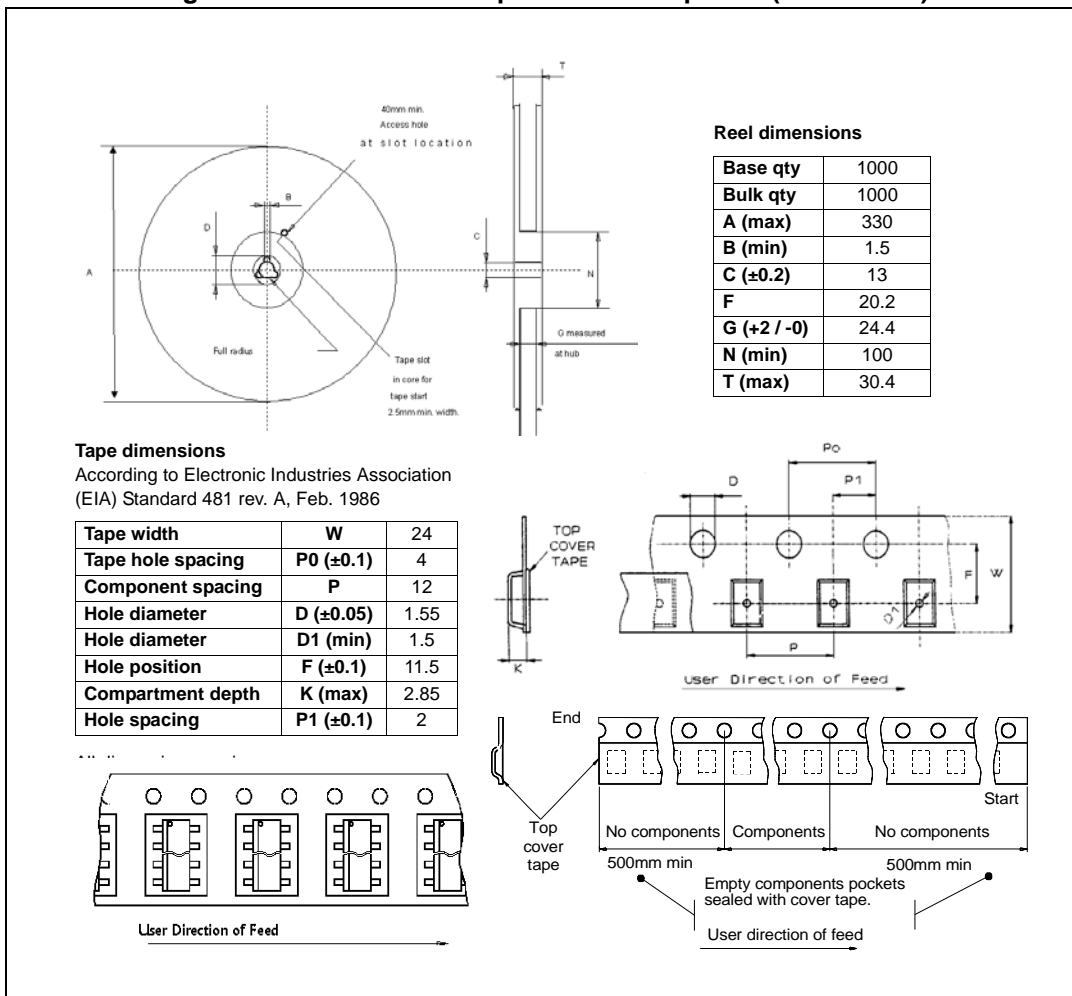 T
40mm min.
Access hole
at slot location
B
D
C
A
N
G measured
at hub
Full radius
Tape slot
in core for
tape start
2.5mm min. width.
Reel dimensions
Base qty 1000
Bulk qty 1000
A (max) 330
B (min) 1.5
C (±0.2) 13
F 20.2
G (+2 / -0) 24.4
N (min) 100
T (max) 30.4
Tape dimensions
According to Electronic Industries Association
(EIA) Standard 481 rev. A, Feb. 1986
Tape width W 24
Tape hole spacing P0 (±0.1) 4
Component spacing P 12
Hole diameter D (±0.05) 1.55
Hole diameter D1 (min) 1.5
Hole position F (±0.1) 11.5
Compartment depth K (max) 2.85
Hole spacing P1 (±0.1) 2
Po
D
P1
TOP
COVER
TAPE
F
W
D1
K
P
User Direction of Feed
End
Start
Top
cover
tape
No components
Components
No components
500mm min
500mm min
Empty components pockets
sealed with cover tape.
User direction of feed
User Direction of Feed